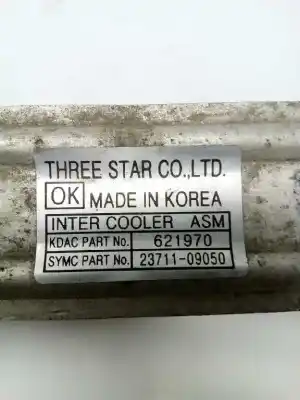 THREE STAR CO.,LTD.
OK MADE IN KOREA
INTER COOLER ASM
KDAC PART No. 621970
SYMC PART No. 23711-09050